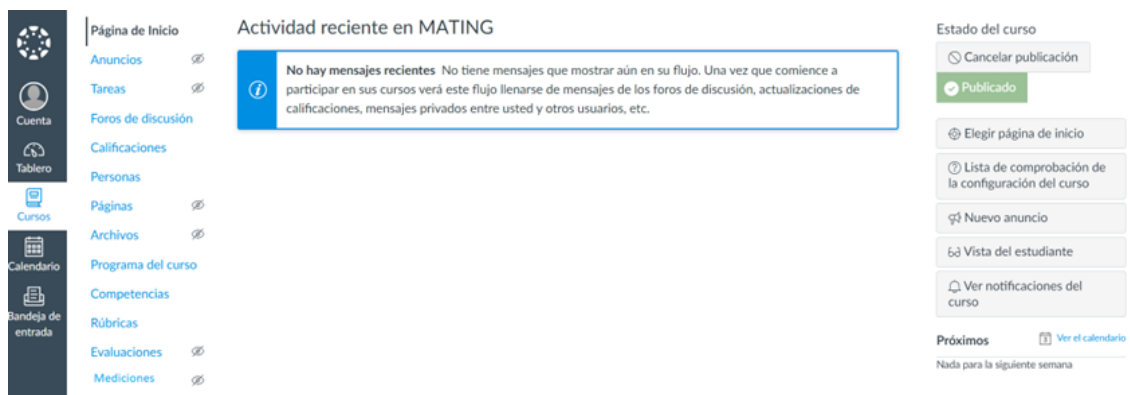 Cuenta
Tablero
Cursos
Calendario
Bandeja de
entrada
Página de Inicio
Anuncios
Tareas
Foros de discusión
Calificaciones
Personas
Páginas
Archivos
Programa del curso
Competencias
Rúbricas
Evaluaciones
Mediciones
Actividad reciente en MATING
No hay mensajes recientes No tiene mensajes que mostrar aún en su flujo. Una vez que comience a
participar en sus cursos verá este flujo llenarse de mensajes de los foros de discusión, actualizaciones de
calificaciones, mensajes privados entre usted y otros usuarios, etc.
Estado del curso
Cancelar publicación
Publicado
Elegir página de inicio
Lista de comprobación de
la configuración del curso
Nuevo anuncio
Vista del estudiante
Ver notificaciones del
curso
Próximos
Ver el calendario
Nada para la siguiente semana